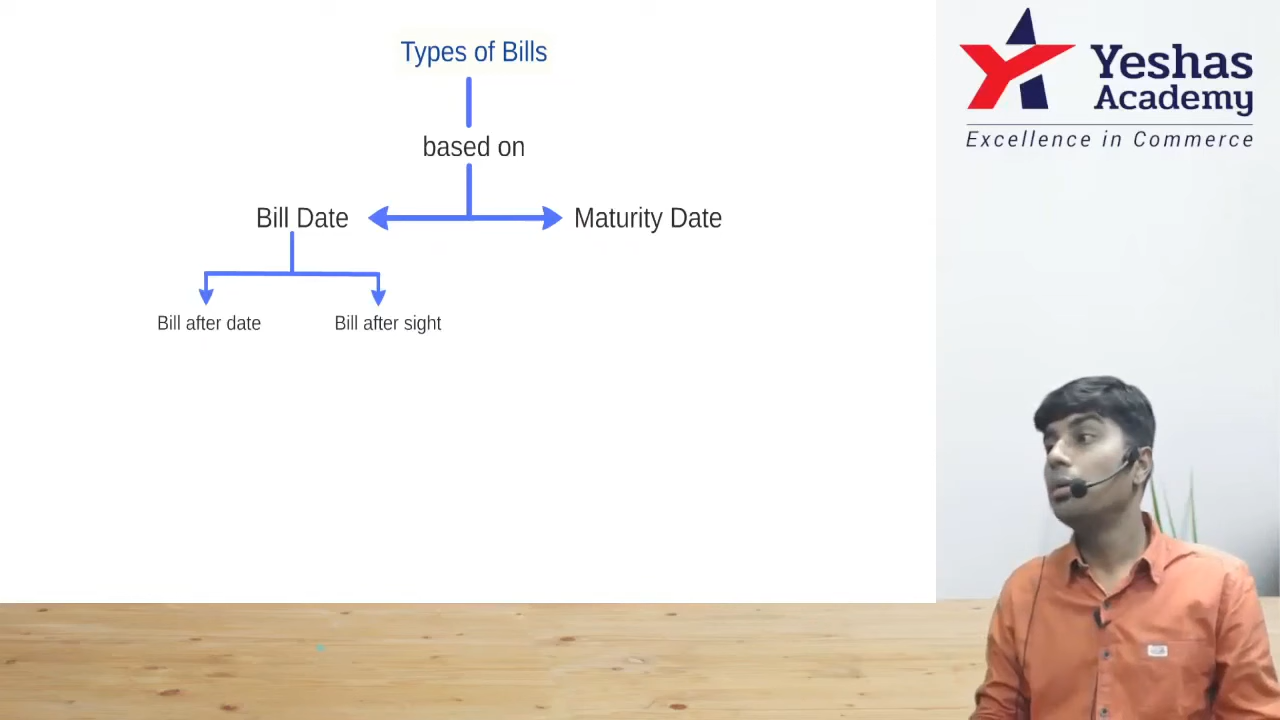 Types of Bills
based on
Bill Date
Maturity Date
Bill after date
Bill after sight
Yeshas
Academy
Excellence in Commerce